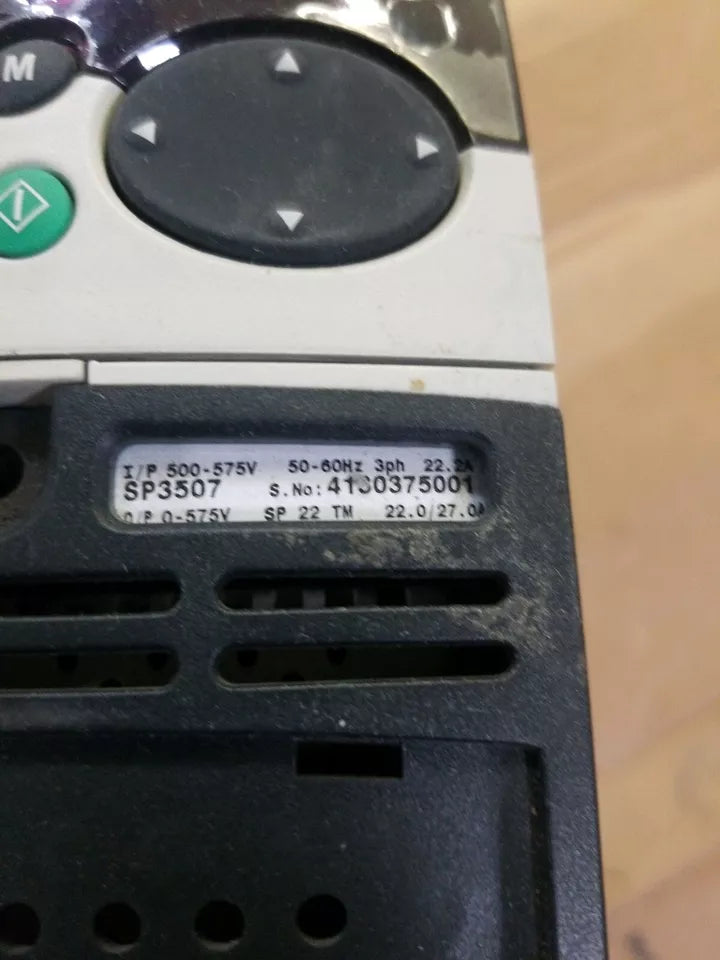 M
I/P 500-575V 50-60Hz 3ph 22.2A
SP3507 S.No: 4130375001
O/P 0-575V SP 22 TM 22.0/27.0A